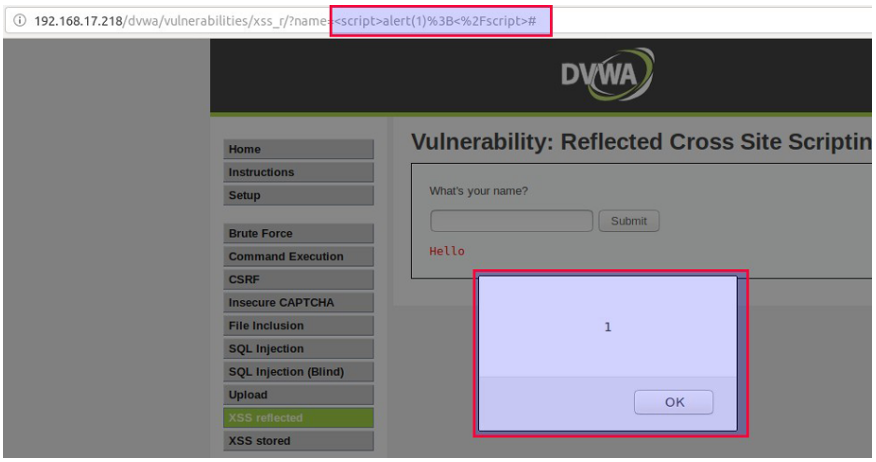 192.168.17.218/dvwa/vulnerabilities/xss_r/?name=<script>alert(1)%3B<%2Fscript>#
DVWA
Home
Instructions
Setup
Brute Force
Command Execution
CSRF
Insecure CAPTCHA
File Inclusion
SQL Injection
SQL Injection (Blind)
Upload
XSS reflected
XSS stored
Vulnerability: Reflected Cross Site Scriptin
What's your name?
Submit
Hello
1
OK